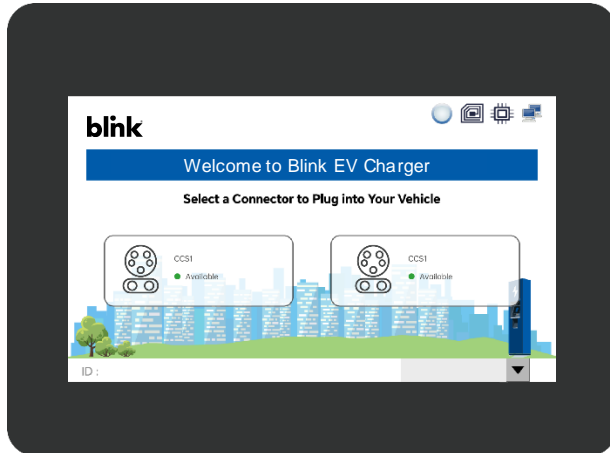 blink
Welcome to Blink EV Charger
Select a Connector to Plug into Your Vehicle
CCS1
Available
CCS1
Available
ID :